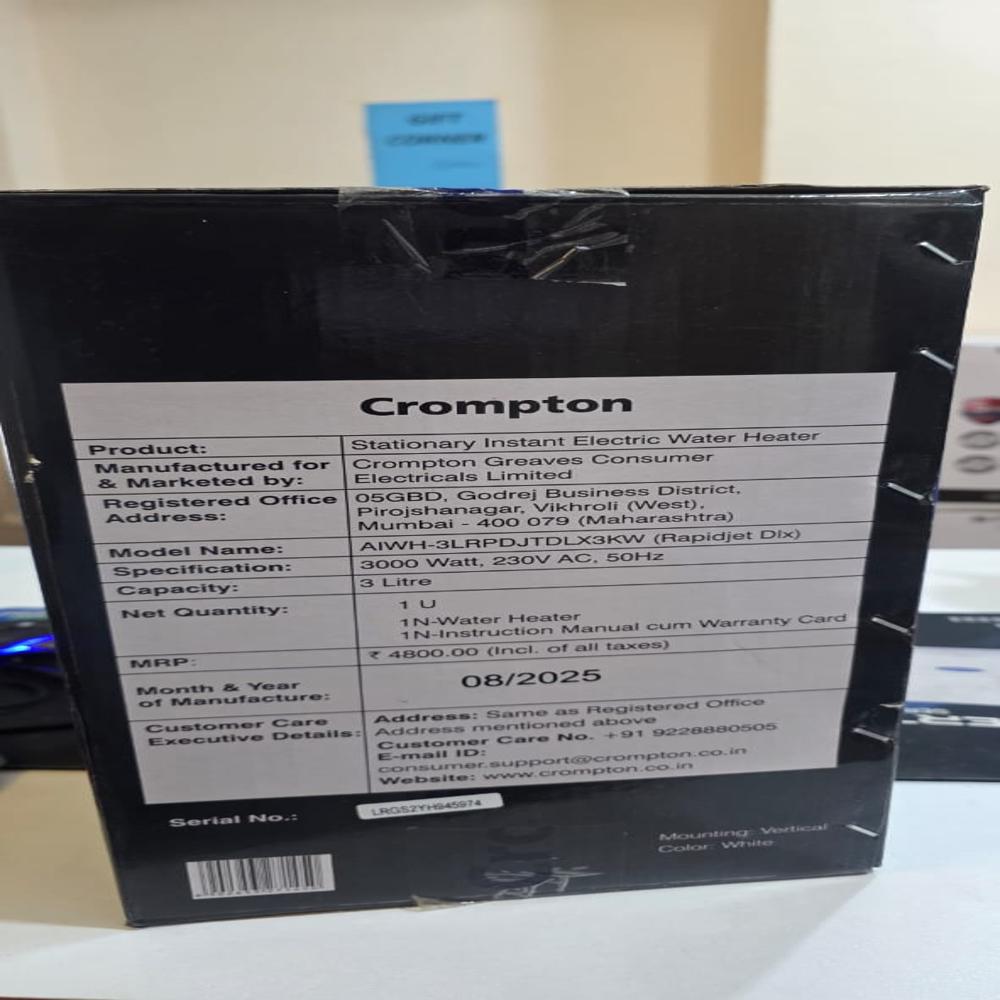 GIFT
CORNER
Crompton
Product: Stationary Instant Electric Water Heater
Manufactured for & Marketed by: Crompton Greaves Consumer Electricals Limited
Registered Office Address: 05GBD, Godrej Business District,
Pirojshanagar, Vikhroli (West),
Mumbai - 400 079 (Maharashtra)
Model Name: AIWH-3LRPDJTDLX3KW (Rapidjet Dlx)
Specification: 3000 Watt, 230V AC, 50Hz
Capacity: 3 Litre
Net Quantity: 1 U
1N-Water Heater
1N-Instruction Manual cum Warranty Card
MRP: ₹ 4800.00 (Incl. of all taxes)
Month & Year of Manufacture: 08/2025
Customer Care Executive Details: Address: Same as Registered Office
Address mentioned above
Customer Care No. +91 9228880505
E-mail ID:
consumer.support@crompton.co.in
Website: www.crompton.co.in
Serial No.: LRGS2YH945974
Mounting: Vertical
Color: White